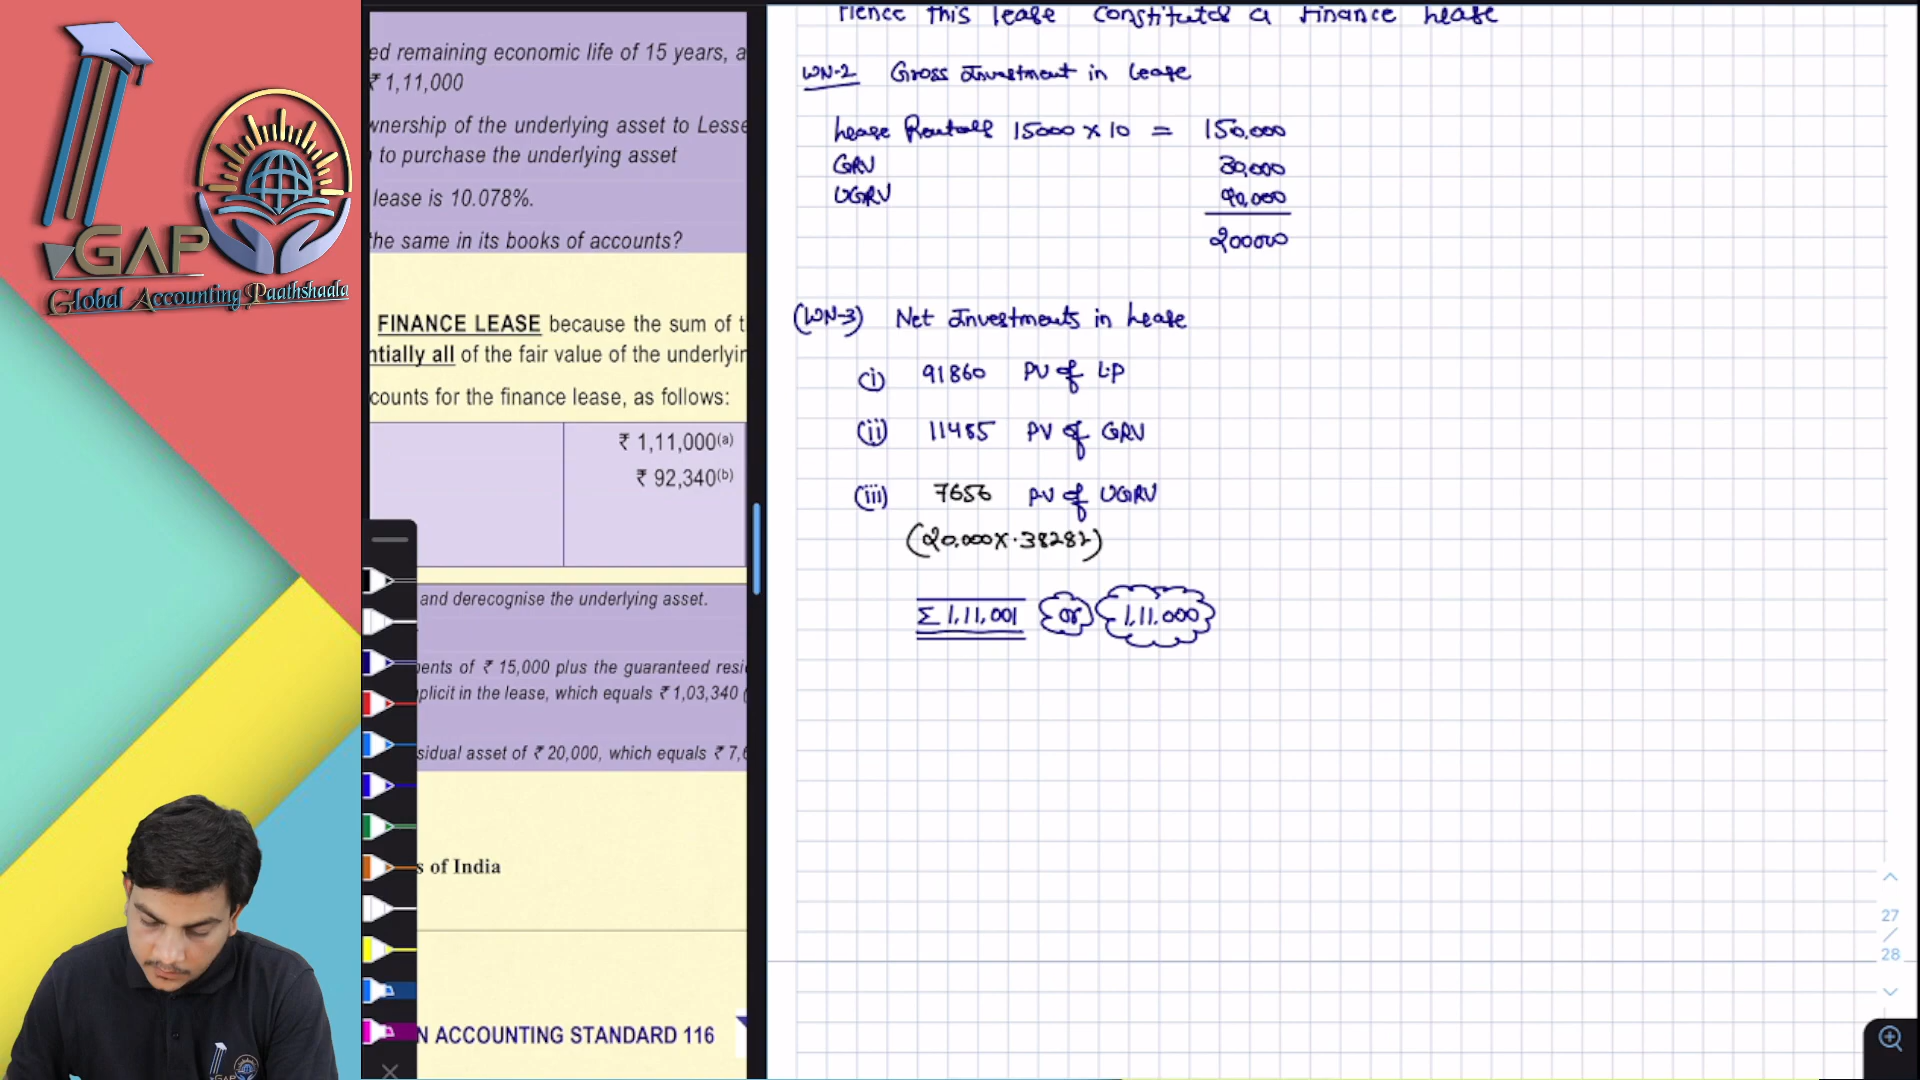 GAP
Global Accounting Paathshaala
ed remaining economic life of 15 years, a
₹ 1,11,000
wnership of the underlying asset to Lesse
to purchase the underlying asset
lease is 10.078%.
the same in its books of accounts?
FINANCE LEASE because the sum of t
ntially all of the fair value of the underlyin
counts for the finance lease, as follows:
₹ 1,11,000(a)
₹ 92,340(b)
and derecognise the underlying asset.
ents of ₹ 15,000 plus the guaranteed resi
plicit in the lease, which equals ₹ 1,03,340 (
sidual asset of ₹ 20,000, which equals ₹ 7,6
s of India
N ACCOUNTING STANDARD 116
Hence this lease constitutes a Finance Lease
WN-2 Gross Investment in lease
Lease Rentals 15000 × 10 = 150,000
GRV 30,000
UGRV 20,000
200000
(WN-3) Net Investments in Lease
(i) 91860 PV of L.P
(ii) 11485 PV of GRV
(iii) 7656 PV of UGRV
(20,000 × .38282)
Σ 1,11,001 or 1,11,000
27
/
28
GAP